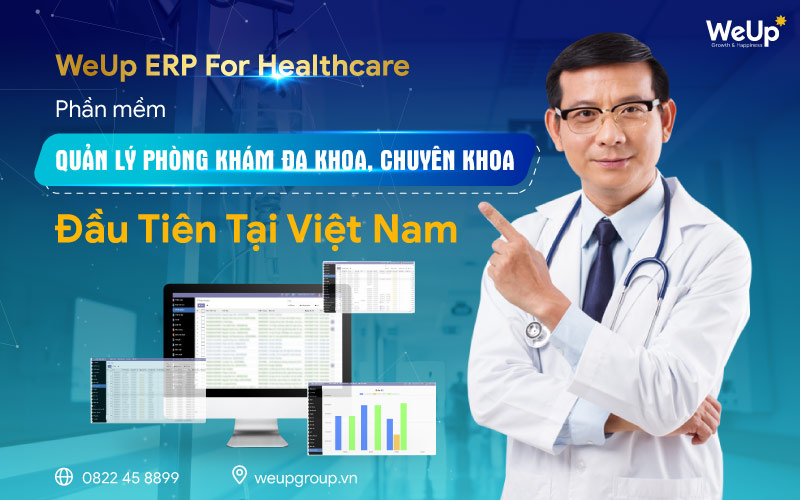 WeUp
Growth & Happiness
WeUp ERP For Healthcare
Phần mềm
QUẢN LÝ PHÒNG KHÁM ĐA KHOA, CHUYÊN KHOA
Đầu Tiên Tại Việt Nam
0822 45 8899
weupgroup.vn